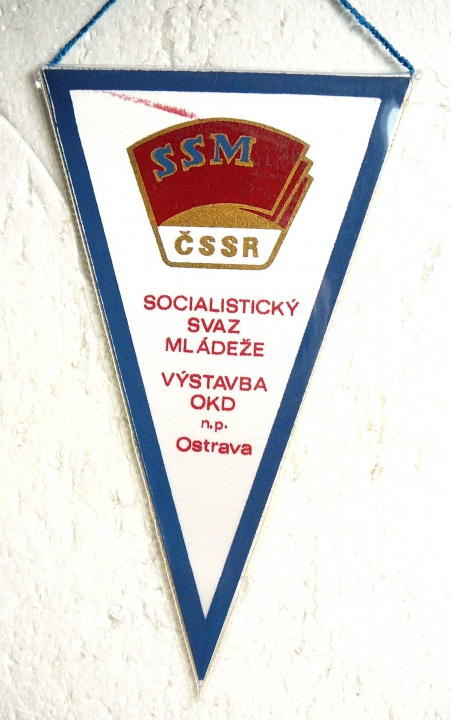 SSM
ČSSR
SOCIALISTICKÝ
SVAZ
MLÁDEŽE
VÝSTAVBA
OKD
n.p.
Ostrava